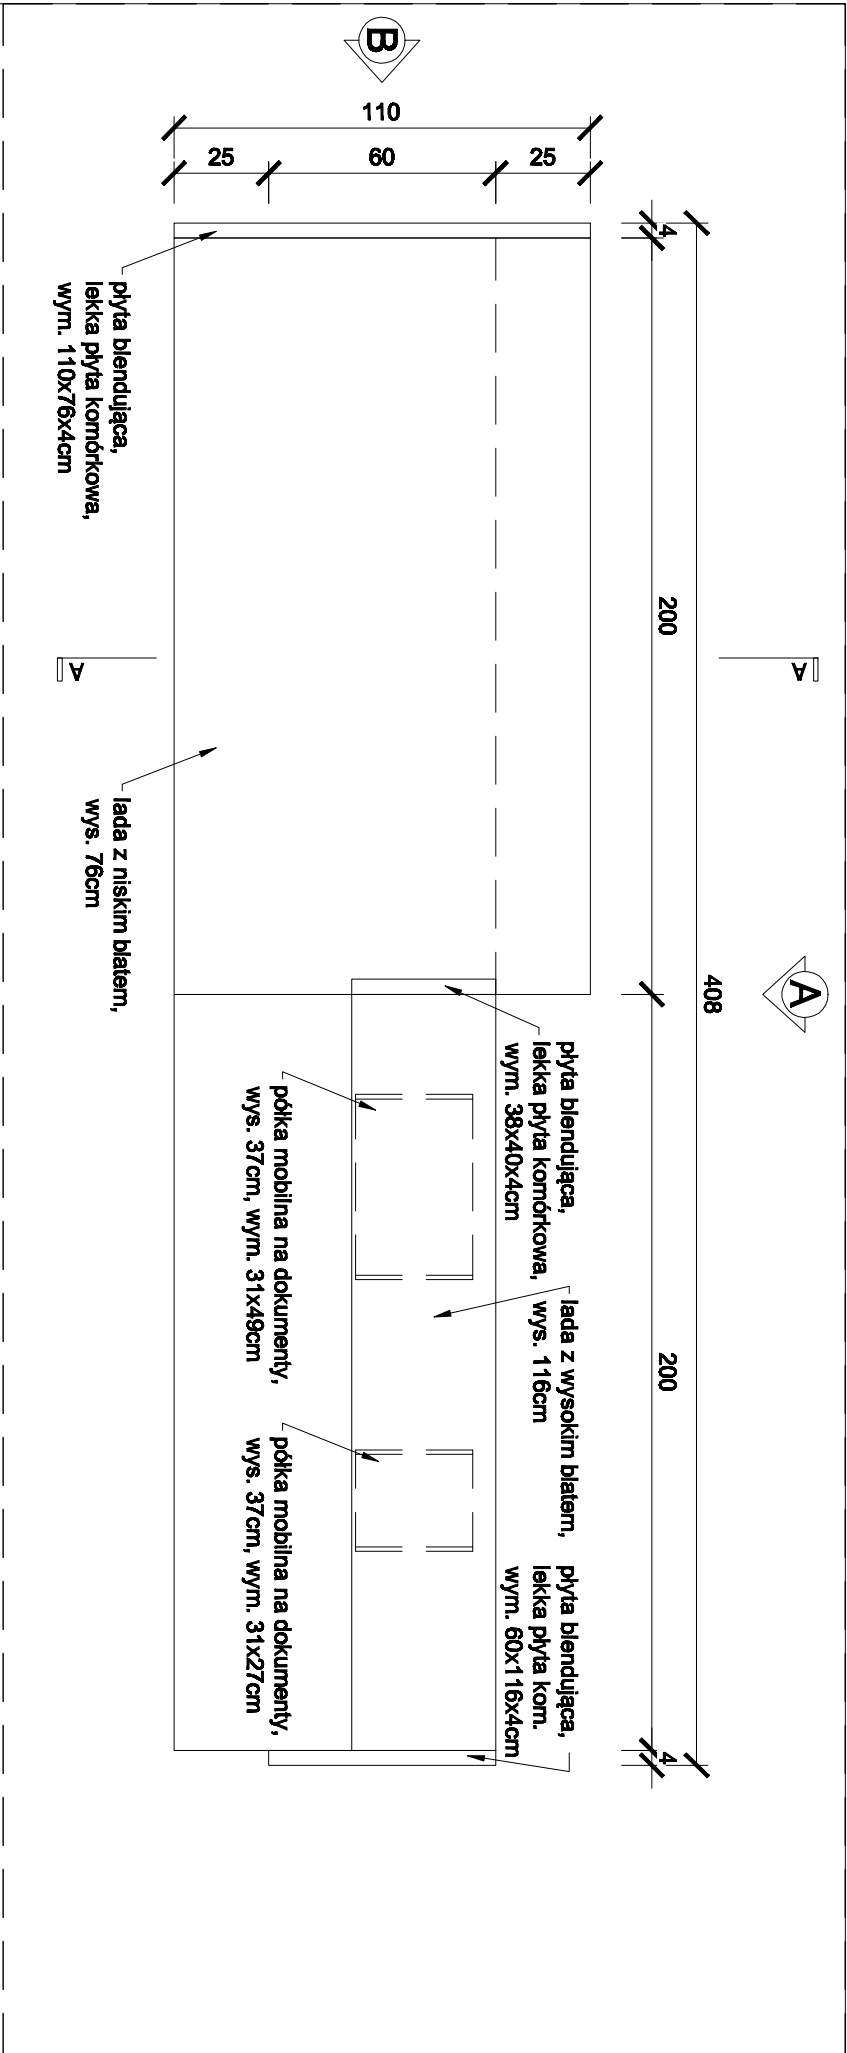 B
110
25
60
25
4
200
408
A
200
4
A
A
płyta blendująca,
lekka płyta komórkowa,
wym. 110x76x4cm
lada z niskim blatem,
wys. 76cm
płyta blendująca,
lekka płyta komórkowa,
wym. 38x40x4cm
lada z wysokim blatem,
wys. 116cm
płyta blendująca,
lekka płyta kom.
wym. 60x116x4cm
półka mobilna na dokumenty,
wys. 37cm, wym. 31x49cm
półka mobilna na dokumenty,
wys. 37cm, wym. 31x27cm